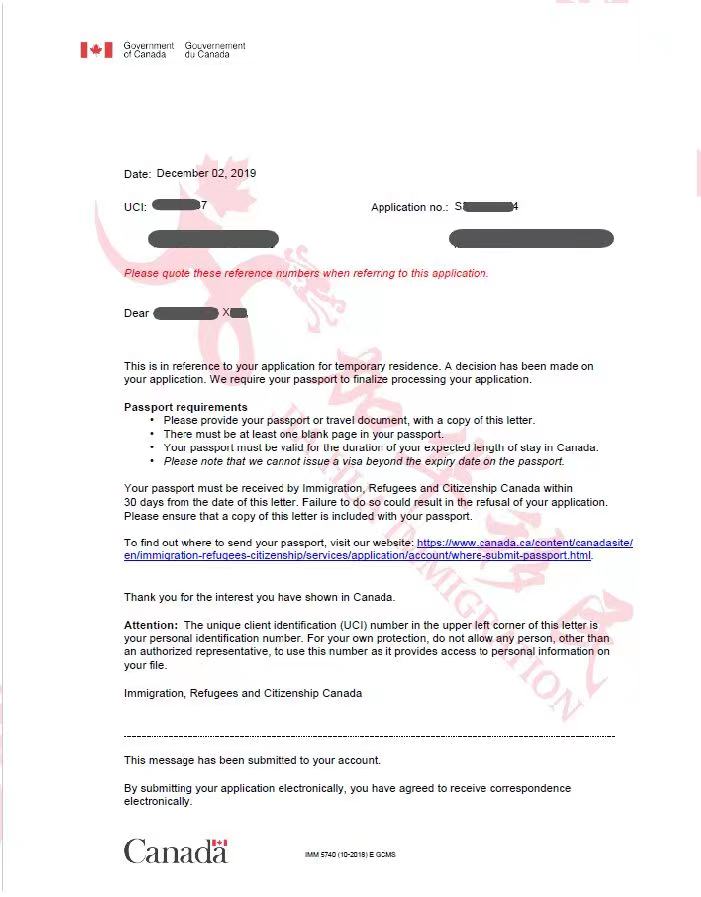 Government of Canada
Gouvernement du Canada
Date: December 02, 2019
UCI: 7
Application no.: S 4
Please quote these reference numbers when referring to this application.
Dear X
This is in reference to your application for temporary residence. A decision has been made on
your application. We require your passport to finalize processing your application.
Passport requirements
• Please provide your passport or travel document, with a copy of this letter.
• There must be at least one blank page in your passport.
• Your passport must be valid for the duration of your expected length of stay in Canada.
• Please note that we cannot issue a visa beyond the expiry date on the passport.
Your passport must be received by Immigration, Refugees and Citizenship Canada within
30 days from the date of this letter. Failure to do so could result in the refusal of your application.
Please ensure that a copy of this letter is included with your passport.
To find out where to send your passport, visit our website: https://www.canada.ca/content/canadasite/
en/immigration-refugees-citizenship/services/application/account/where-submit-passport.html.
Thank you for the interest you have shown in Canada.
Attention: The unique client identification (UCI) number in the upper left corner of this letter is
your personal identification number. For your own protection, do not allow any person, other than
an authorized representative, to use this number as it provides access to personal information on
your file.
Immigration, Refugees and Citizenship Canada
This message has been submitted to your account.
By submitting your application electronically, you have agreed to receive correspondence
electronically.
Canada
IMM 5740 (10-2018) E GCMS
IMMIGRATION